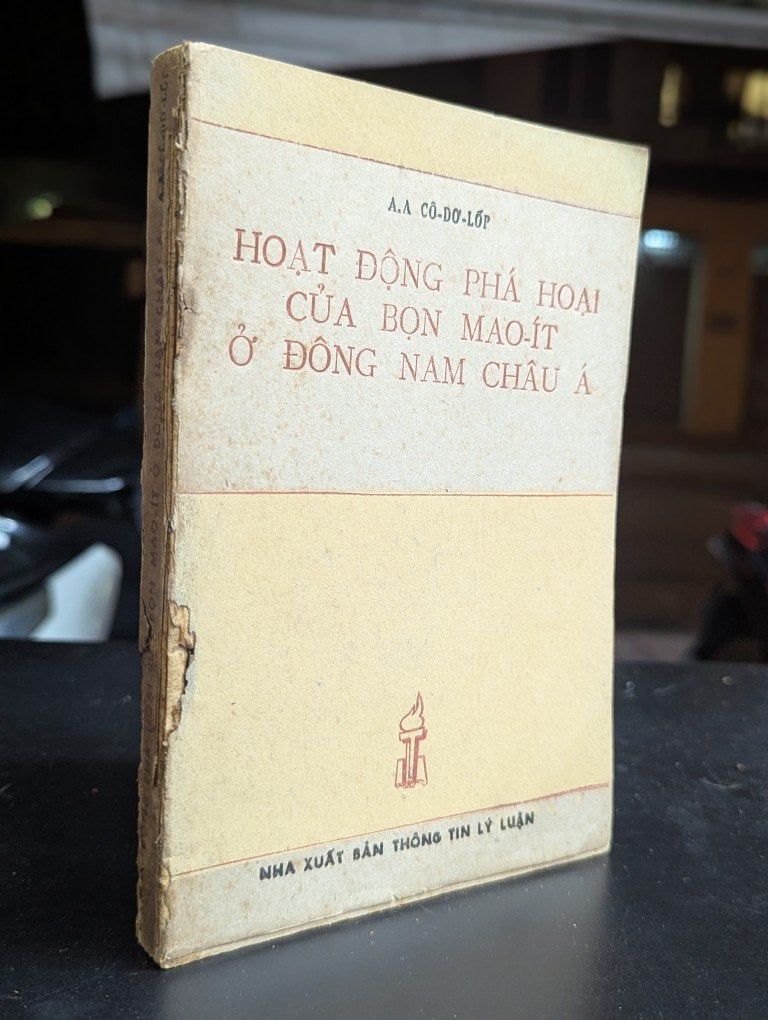 A.A CÔ-DƠ-LỐP
HOẠT ĐỘNG PHÁ HOẠI
CỦA BỌN MAO-ÍT
Ở ĐÔNG NAM CHÂU Á
NHA XUẤT BẢN THÔNG TIN LÝ LUẬN